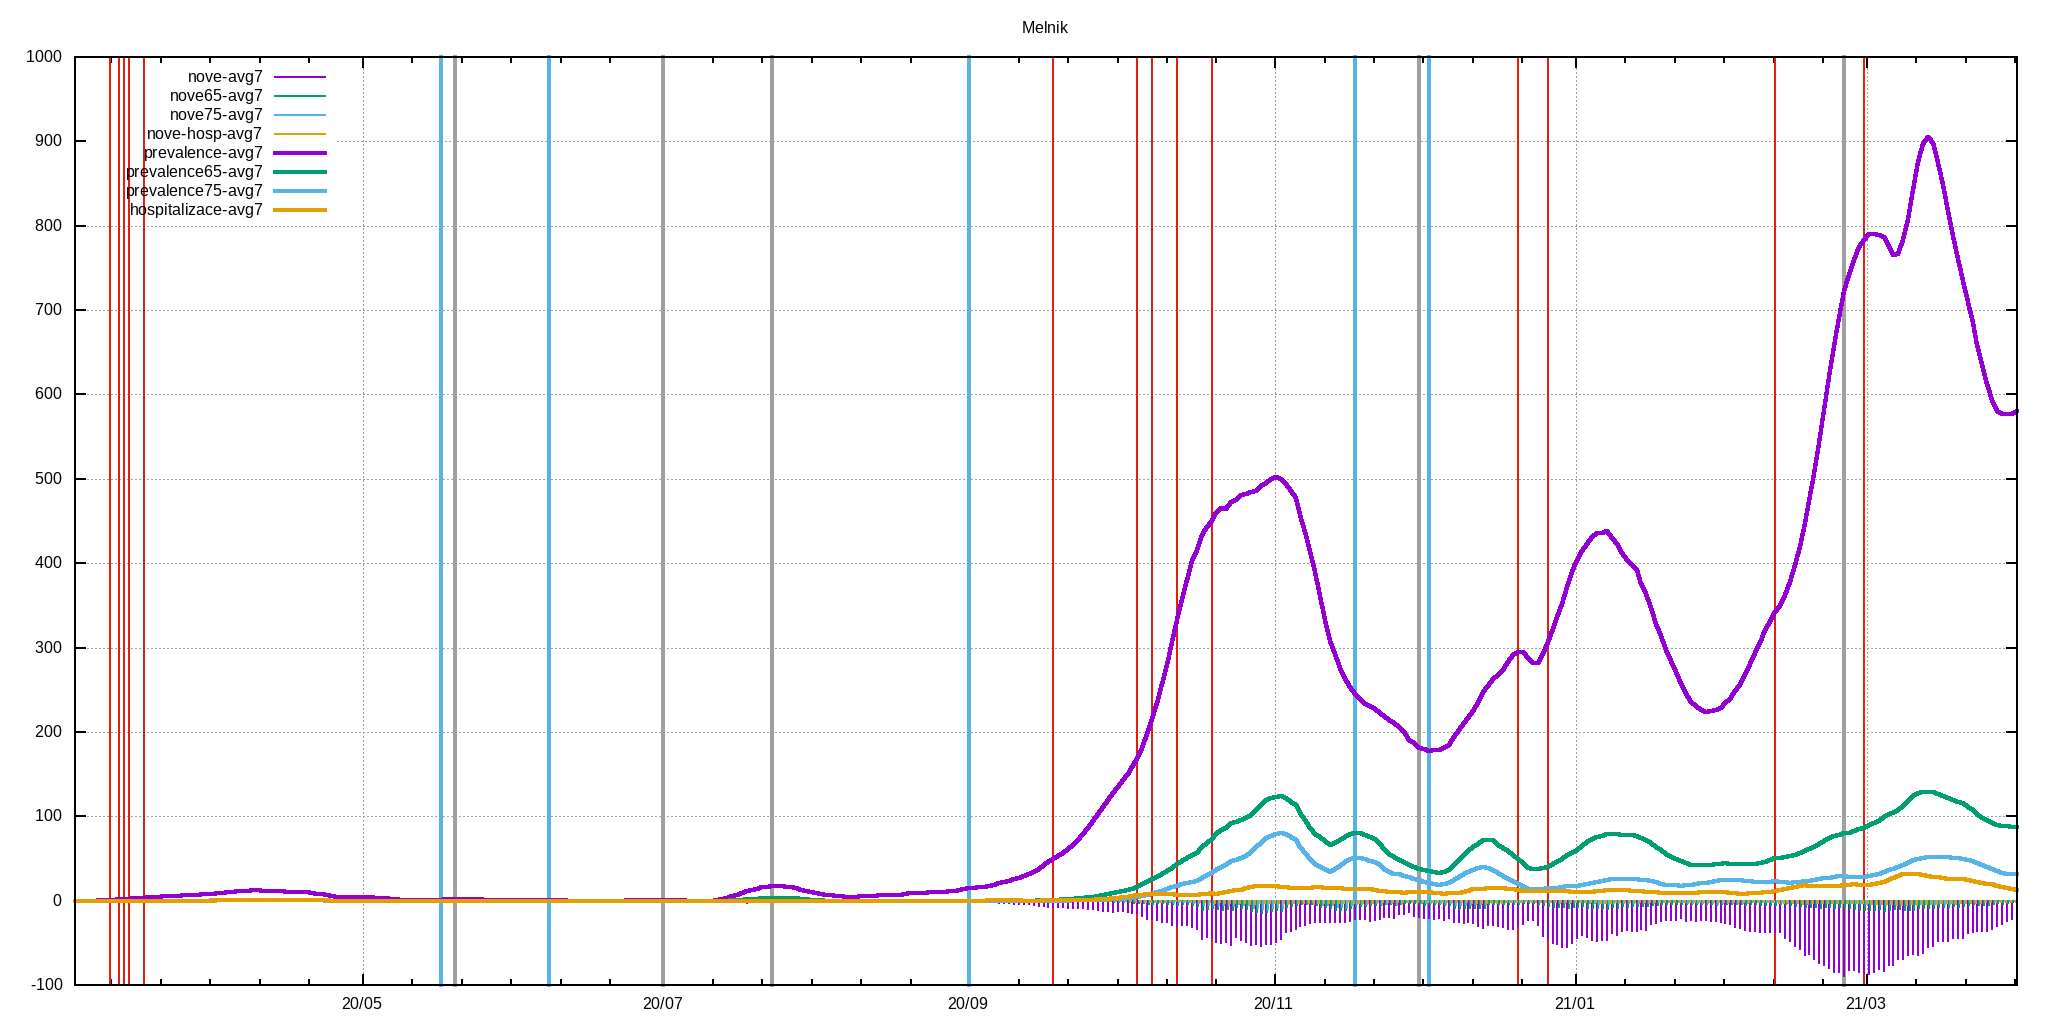 Melnik
1000
900
800
700
600
500
400
300
200
100
0
-100
nove-avg7
nove65-avg7
nove75-avg7
nove-hosp-avg7
prevalence-avg7
prevalence65-avg7
prevalence75-avg7
hospitalizace-avg7
20/05
20/07
20/09
20/11
21/01
21/03